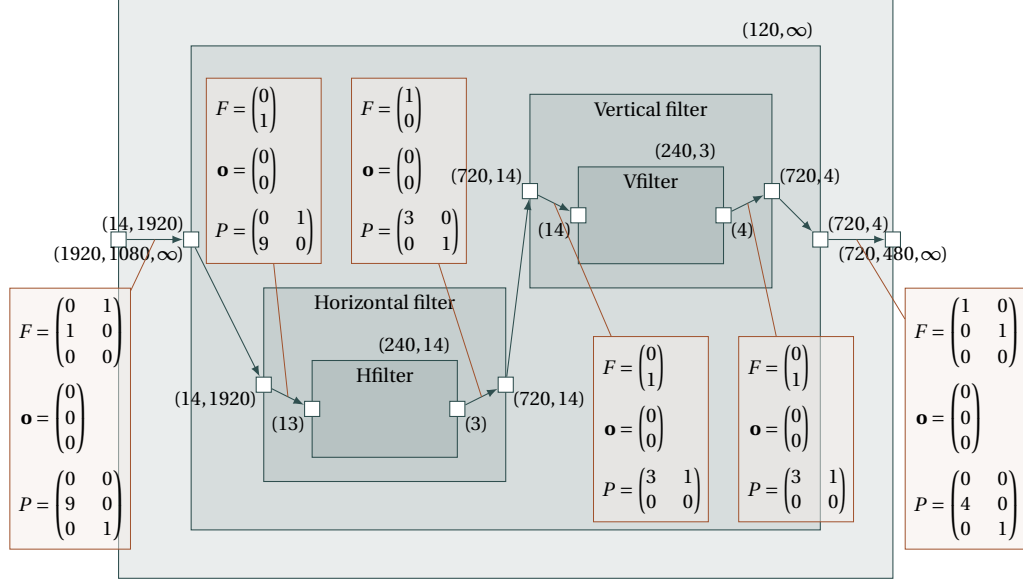 (120, ∞)
F = (0 1)
o = (0 0)
P = (0 1 9 0)
F = (1 0)
o = (0 0)
P = (3 0 0 1)
Vertical filter
(240, 3)
Vfilter
(720, 14)
(14)
(4)
(720, 4)
(14, 1920)
(1920, 1080, ∞)
(720, 4)
(720, 480, ∞)
Horizontal filter
(240, 14)
Hfilter
(14, 1920)
(13)
(3)
(720, 14)
F = (0 1 1 0 0 0)
o = (0 0 0)
P = (0 0 9 0 0 1)
F = (0 1)
o = (0 0)
P = (3 1 0 0)
F = (0 1)
o = (0 0)
P = (3 1 0 0)
F = (1 0 0 1 0 0)
o = (0 0 0)
P = (0 0 4 0 0 1)